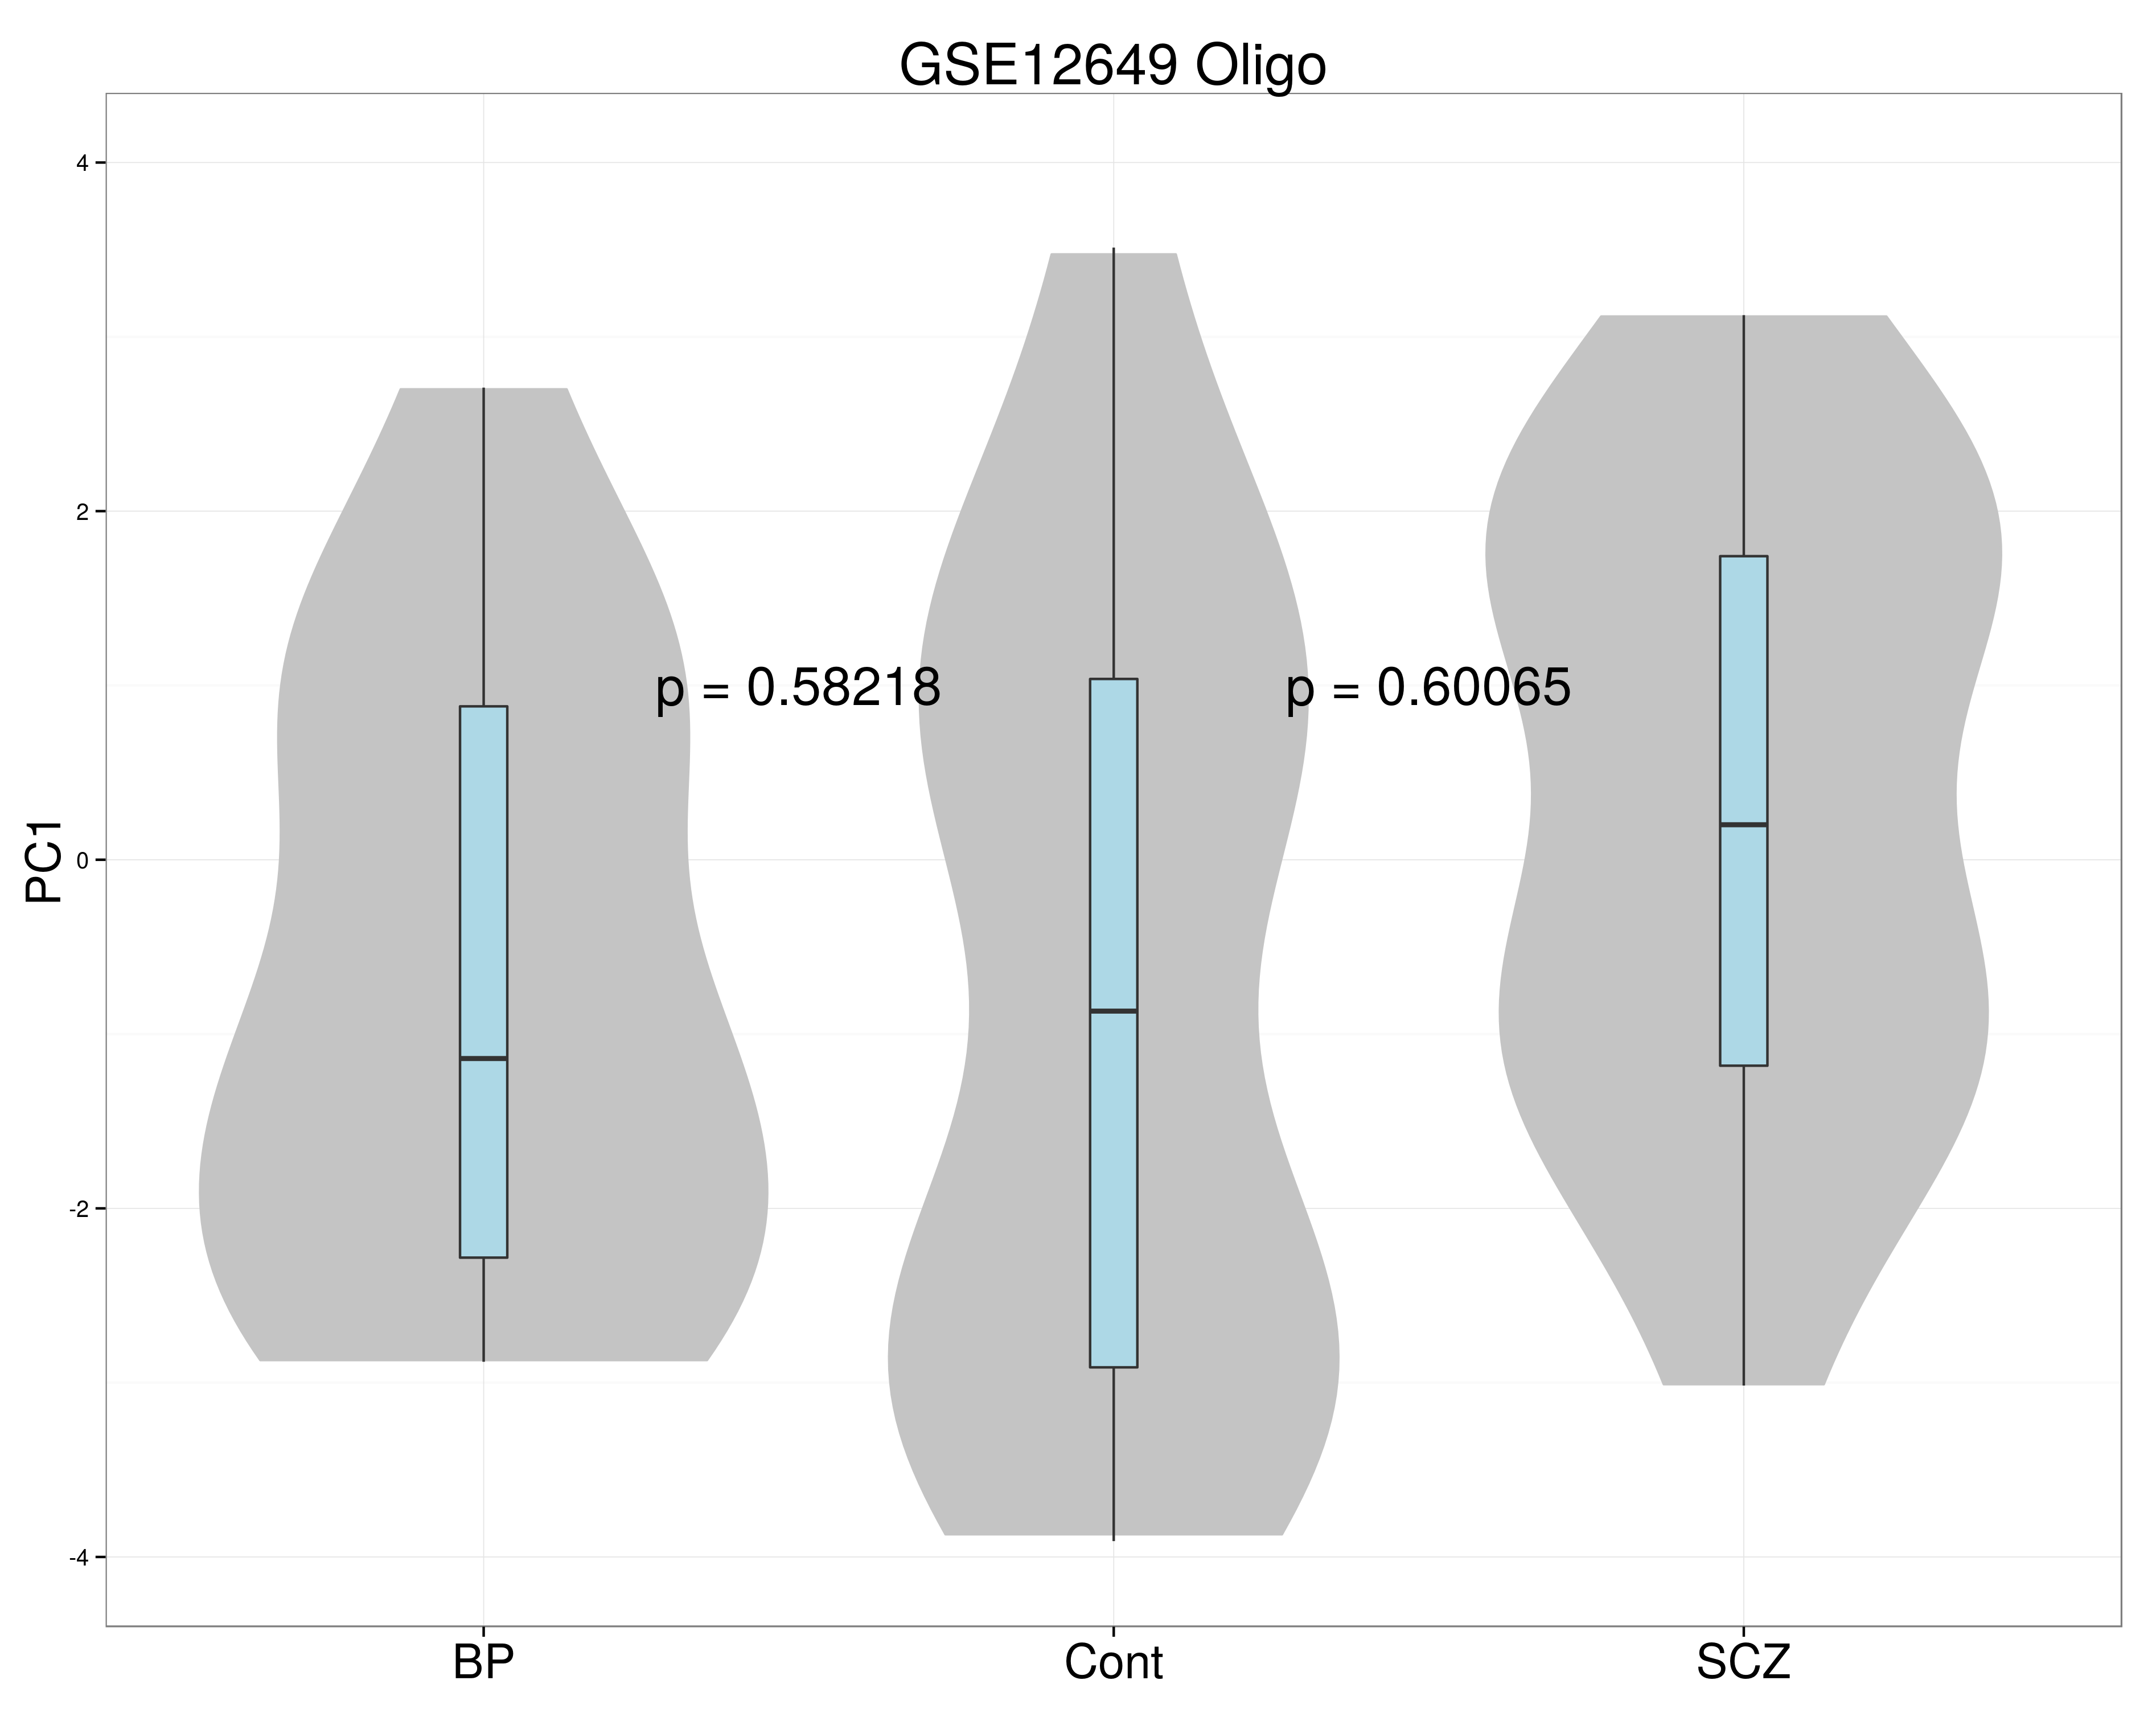 GSE12649 Oligo
4
2
0
-2
-4
PC1
p = 0.58218
p = 0.60065
BP
Cont
SCZ